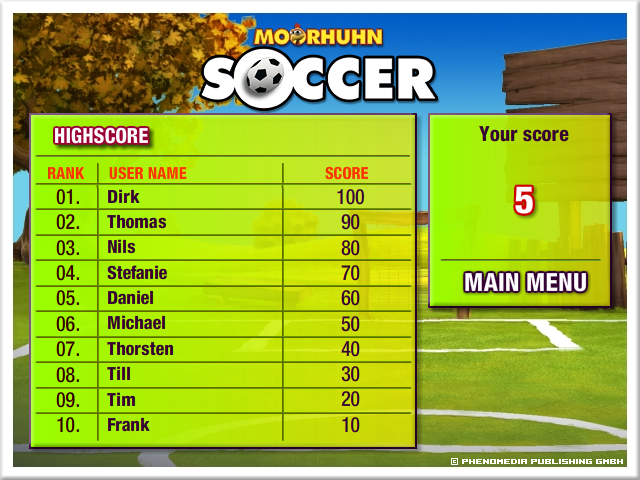 MOORHUHN
SOCCER
HIGHSCORE
RANK USER NAME SCORE
01. Dirk 100
02. Thomas 90
03. Nils 80
04. Stefanie 70
05. Daniel 60
06. Michael 50
07. Thorsten 40
08. Till 30
09. Tim 20
10. Frank 10
Your score
5
MAIN MENU
© PHENOMEDIA PUBLISHING GMBH